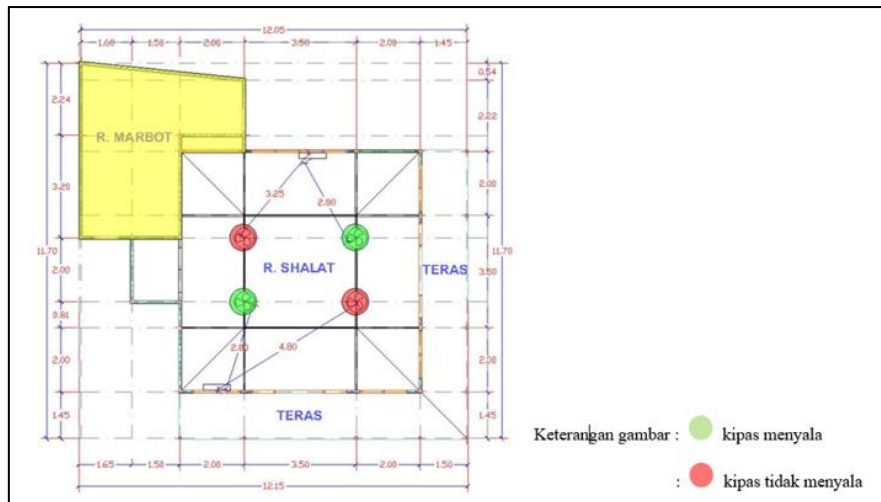 12.05
1.60 1.50 2.00 3.50 2.00 1.45
0.54
2.24
2.22
R. MARBOT
3.26
3.25 2.80
2.00
11.70
2.00
R. SHALAT
TERAS
3.50
11.70
0.81
2.80
4.80
2.00
2.00
1.45
TERAS
1.45
1.65 1.50 2.00 3.50 2.00 1.50
12.15
Keterangan gambar : kipas menyala
: kipas tidak menyala